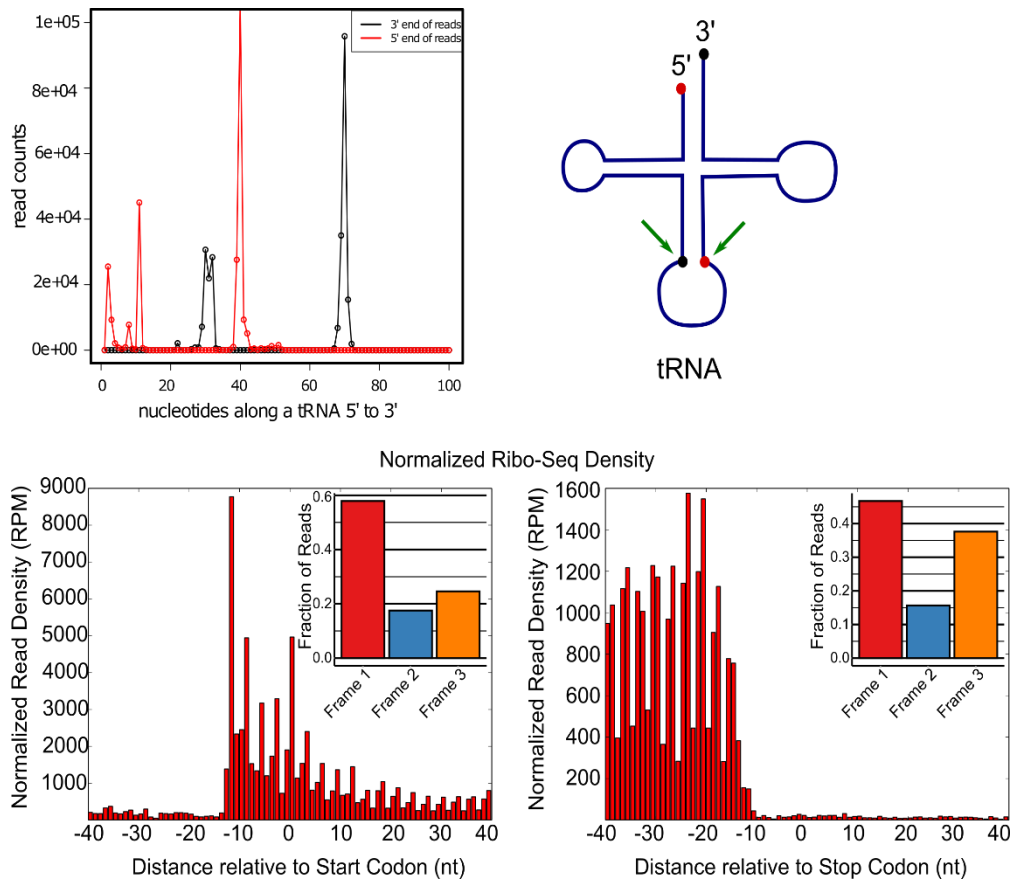 1e+05
8e+04
6e+04
4e+04
2e+04
0e+00
read counts
3' end of reads
5' end of reads
0 20 40 60 80 100
nucleotides along a tRNA 5' to 3'
3'
5'
tRNA
Normalized Ribo-Seq Density
9000
8000
7000
6000
5000
4000
3000
2000
1000
Normalized Read Density (RPM)
-40 -30 -20 -10 0 10 20 30 40
Distance relative to Start Codon (nt)
0.6
0.4
0.2
0.0
Fraction of Reads
Frame 1
Frame 2
Frame 3
1600
1400
1200
1000
800
600
400
200
Normalized Read Density (RPM)
-40 -30 -20 -10 0 10 20 30 40
Distance relative to Stop Codon (nt)
0.4
0.3
0.2
0.1
0.0
Fraction of Reads
Frame 1
Frame 2
Frame 3